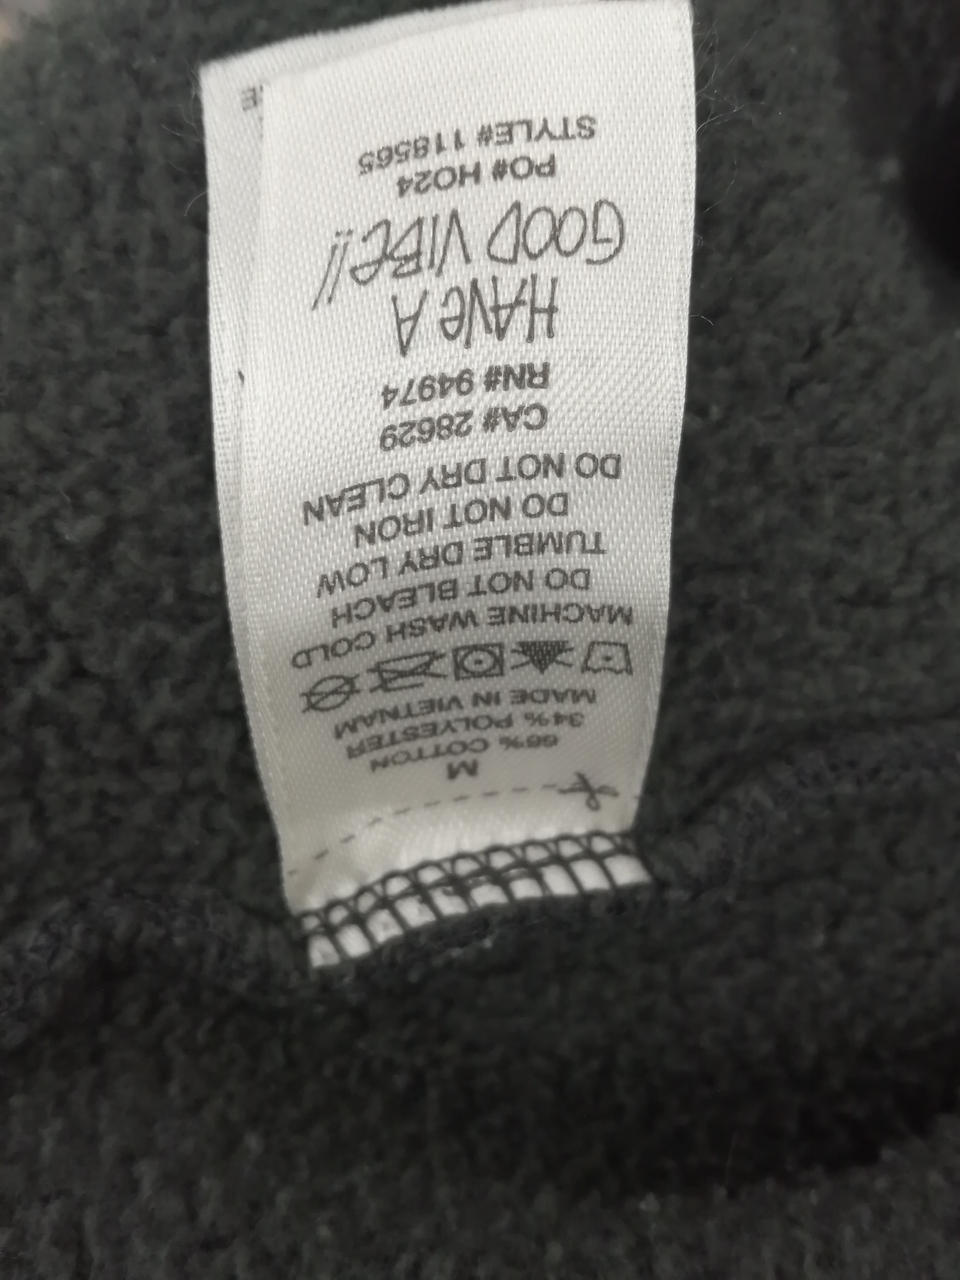 M
66% COTTON
34% POLYESTER
MADE IN VIETNAM
MACHINE WASH COLD
DO NOT BLEACH
TUMBLE DRY LOW
DO NOT IRON
DO NOT DRY CLEAN
CA# 28629
RN# 94974
HAVe A
GOOD VIBe!!
PO# HO24
STYLE# 118565